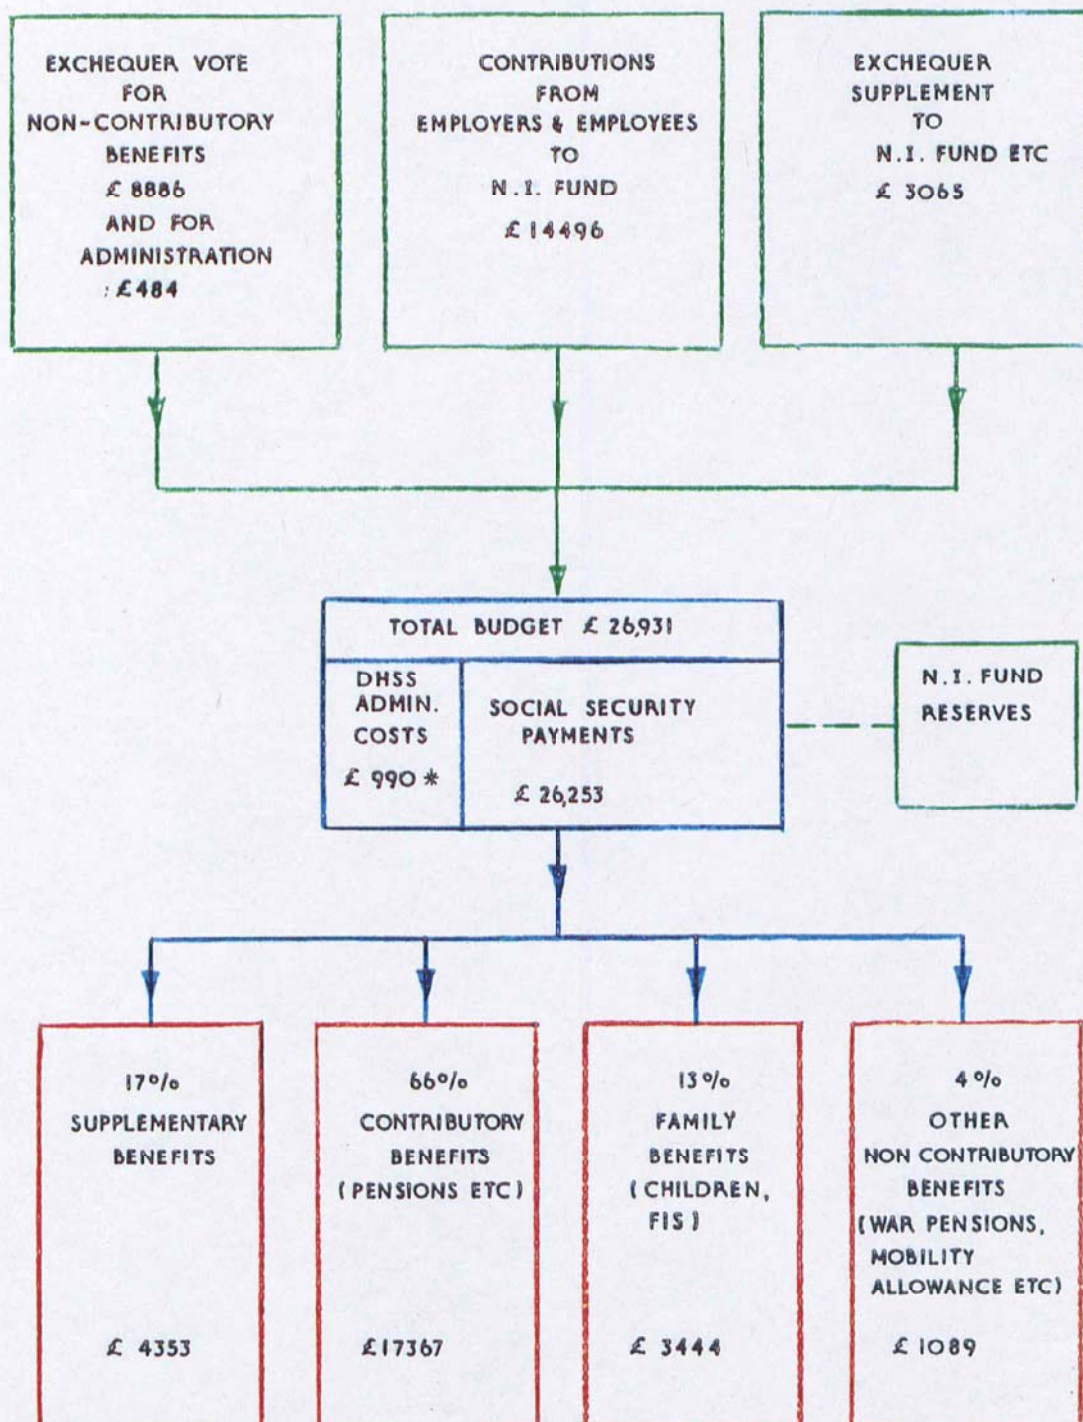 EXCHEQUER VOTE
FOR
NON-CONTRIBUTORY
BENEFITS
£ 8886
AND FOR
ADMINISTRATION
: £484
CONTRIBUTIONS
FROM
EMPLOYERS & EMPLOYEES
TO
N.I. FUND
£ 14496
EXCHEQUER
SUPPLEMENT
TO
N.I. FUND ETC
£ 3065
TOTAL BUDGET £ 26,931
DHSS
ADMIN.
COSTS
£ 990 *
SOCIAL SECURITY
PAYMENTS
£ 26,253
N.I. FUND
RESERVES
17%
SUPPLEMENTARY
BENEFITS
£ 4353
66%
CONTRIBUTORY
BENEFITS
(PENSIONS ETC)
£17367
13%
FAMILY
BENEFITS
(CHILDREN,
FIS)
£ 3444
4%
OTHER
NON CONTRIBUTORY
BENEFITS
(WAR PENSIONS,
MOBILITY
ALLOWANCE ETC)
£ 1089